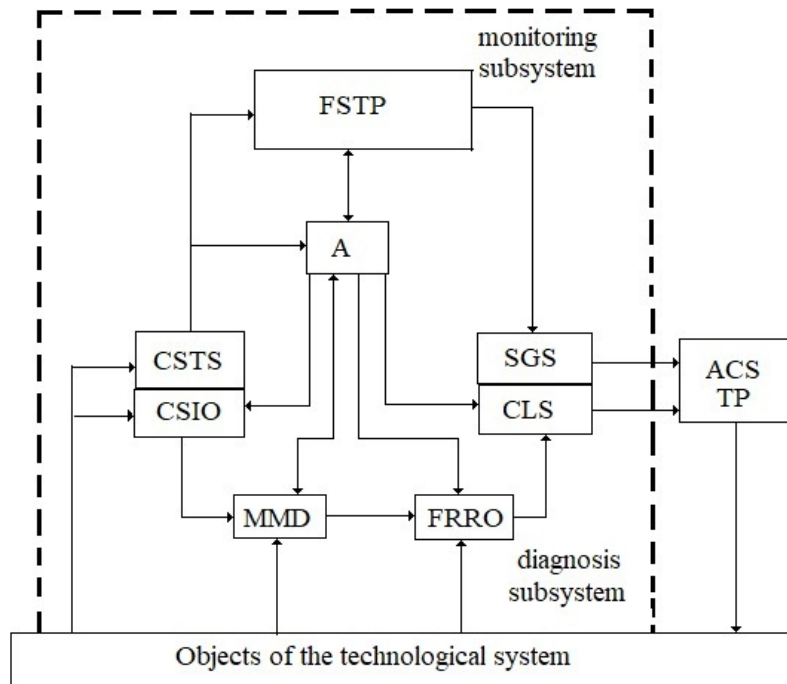 monitoring
subsystem
FSTP
A
CSTS
SGS
ACS
TP
CSIO
CLS
MMD
FRRO
diagnosis
subsystem
Objects of the technological system